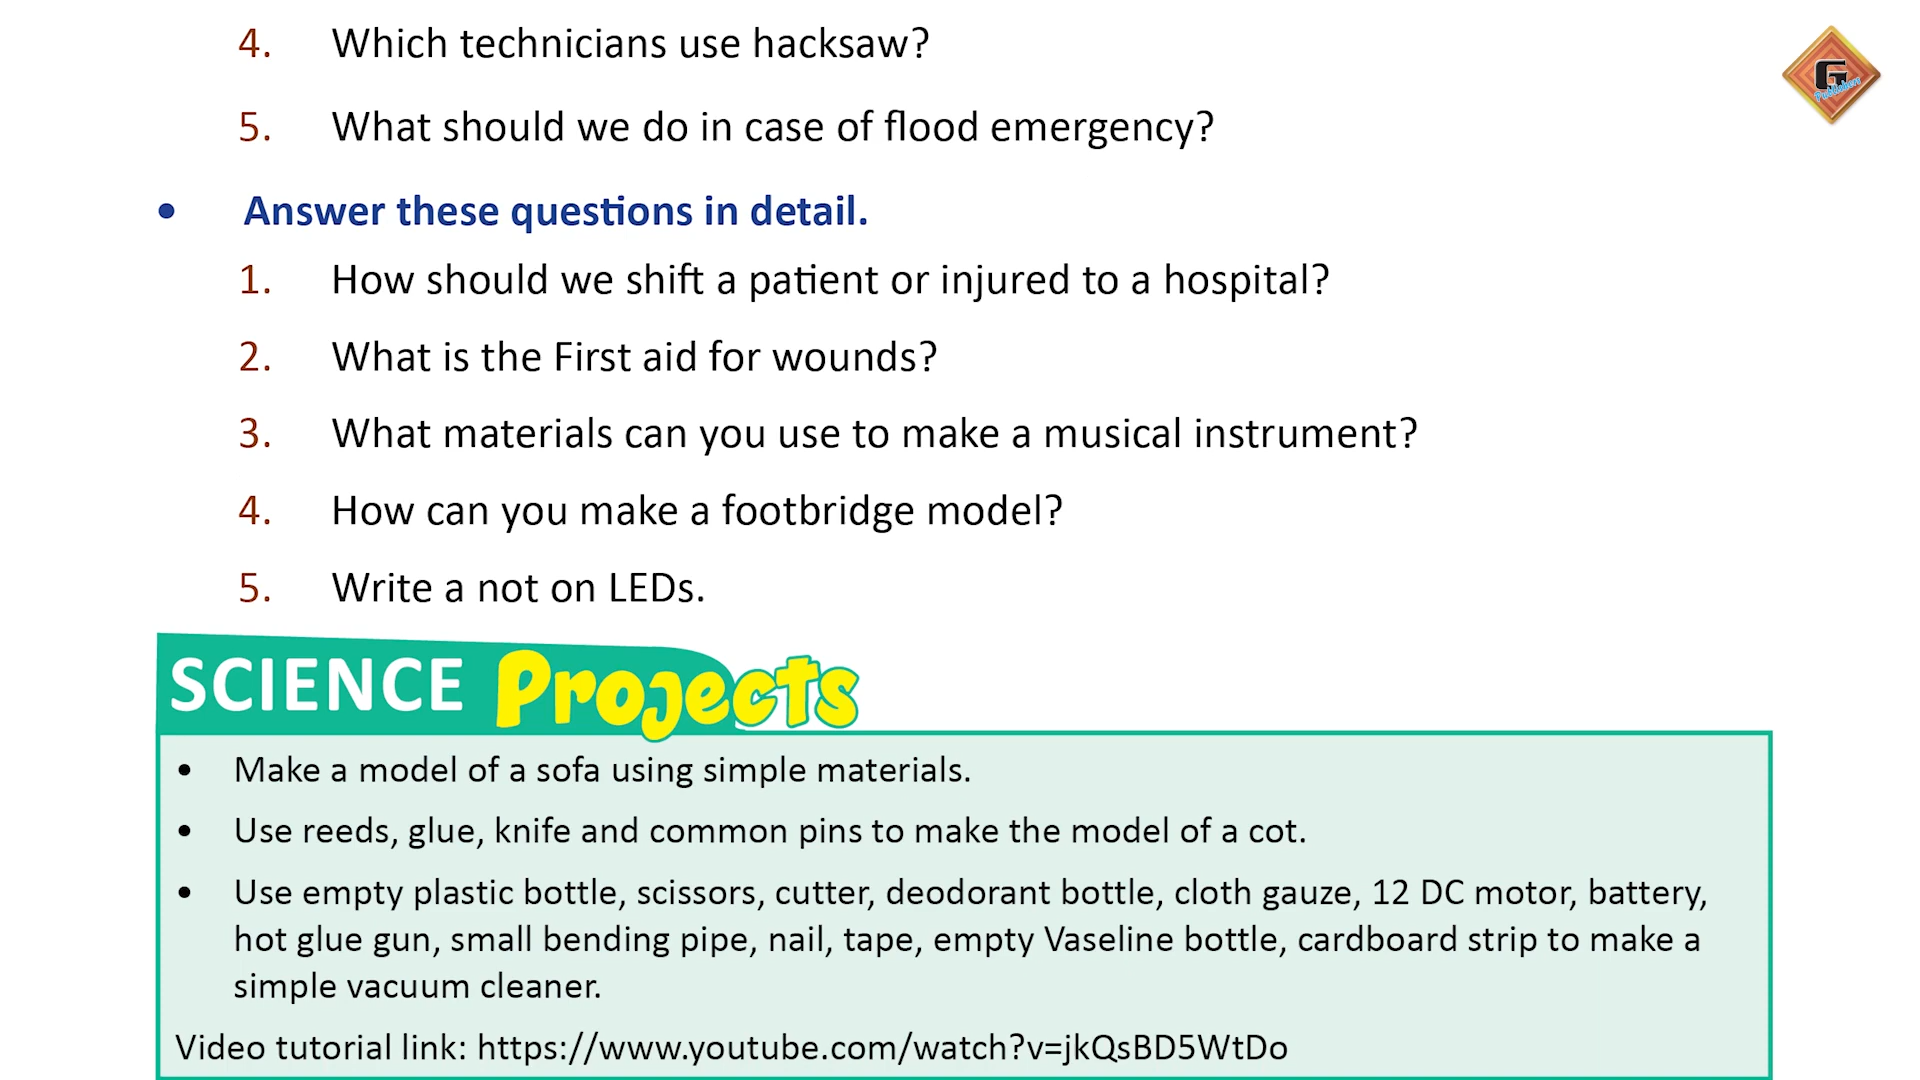 4. Which technicians use hacksaw?
G
Publishers
5. What should we do in case of flood emergency?
• Answer these questions in detail.
1. How should we shift a patient or injured to a hospital?
2. What is the First aid for wounds?
3. What materials can you use to make a musical instrument?
4. How can you make a footbridge model?
5. Write a not on LEDs.
SCIENCE Projects
• Make a model of a sofa using simple materials.
• Use reeds, glue, knife and common pins to make the model of a cot.
• Use empty plastic bottle, scissors, cutter, deodorant bottle, cloth gauze, 12 DC motor, battery,
hot glue gun, small bending pipe, nail, tape, empty Vaseline bottle, cardboard strip to make a
simple vacuum cleaner.
Video tutorial link: https://www.youtube.com/watch?v=jkQsBD5WtDo